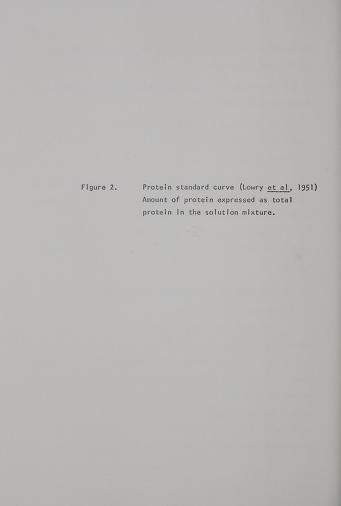 Figure 2. Protein standard curve (Lowry et al, 1951)
Amount of protein expressed as total
protein in the solution mixture.